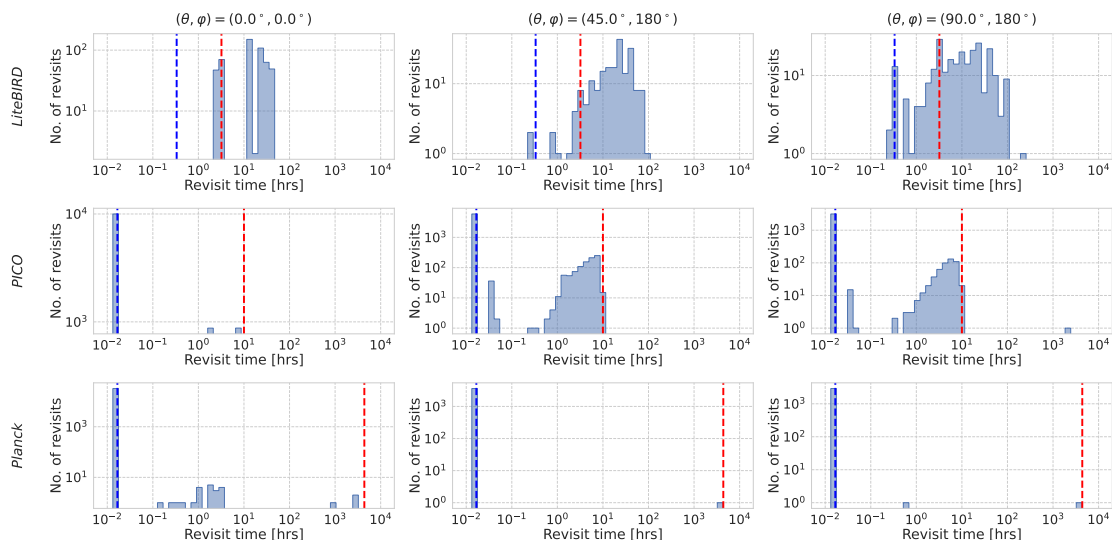 (θ, φ) = (0.0°, 0.0°) (45.0°, 180°) (θ, φ) = (90.0°, 180°)
LiteBIRD
No. of revisits
10² 10¹
10⁻² 10⁻¹ 10⁰ 10¹ 10² 10³ 10⁴
Revisit time [hrs]
No. of revisits
10¹ 10⁰
10⁻² 10⁻¹ 10⁰ 10¹ 10² 10³ 10⁴
Revisit time [hrs]
No. of revisits
10¹ 10⁰
10⁻² 10⁻¹ 10⁰ 10¹ 10² 10³ 10⁴
Revisit time [hrs]
PICO
No. of revisits
10⁴ 10³
10⁻² 10⁻¹ 10⁰ 10¹ 10² 10³ 10⁴
Revisit time [hrs]
No. of revisits
10³ 10² 10¹ 10⁰
10⁻² 10⁻¹ 10⁰ 10¹ 10² 10³ 10⁴
Revisit time [hrs]
No. of revisits
10³ 10² 10¹ 10⁰
10⁻² 10⁻¹ 10⁰ 10¹ 10² 10³ 10⁴
Revisit time [hrs]
Planck
No. of revisits
10³ 10¹
10⁻² 10⁻¹ 10⁰ 10¹ 10² 10³ 10⁴
Revisit time [hrs]
No. of revisits
10³ 10² 10¹ 10⁰
10⁻² 10⁻¹ 10⁰ 10¹ 10² 10³ 10⁴
Revisit time [hrs]
No. of revisits
10³ 10² 10¹ 10⁰
10⁻² 10⁻¹ 10⁰ 10¹ 10² 10³ 10⁴
Revisit time [hrs]